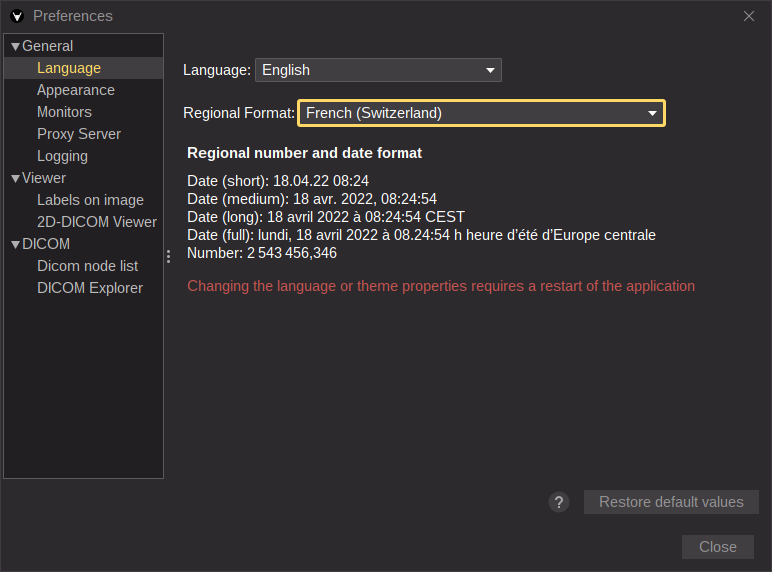 Preferences
General
Language
Appearance
Monitors
Proxy Server
Logging
Viewer
Labels on image
2D-DICOM Viewer
DICOM
Dicom node list
DICOM Explorer
Language: English
Regional Format: French (Switzerland)
Regional number and date format
Date (short): 18.04.22 08:24
Date (medium): 18 avr. 2022, 08:24:54
Date (long): 18 avril 2022 à 08:24:54 CEST
Date (full): lundi, 18 avril 2022 à 08.24:54 h heure d’été d’Europe centrale
Number: 2 543 456,346
Changing the language or theme properties requires a restart of the application
? Restore default values
Close